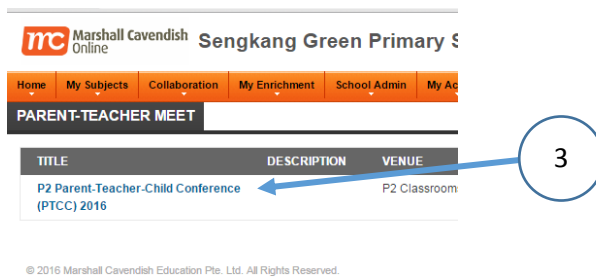 mc Marshall Cavendish Online Sengkang Green Primary S
Home My Subjects Collaboration My Enrichment School Admin My Ac
PARENT-TEACHER MEET
TITLE DESCRIPTION VENUE
P2 Parent-Teacher-Child Conference P2 Classroom
(PTCC) 2016
3
© 2016 Marshall Cavendish Education Pte. Ltd. All Rights Reserved.